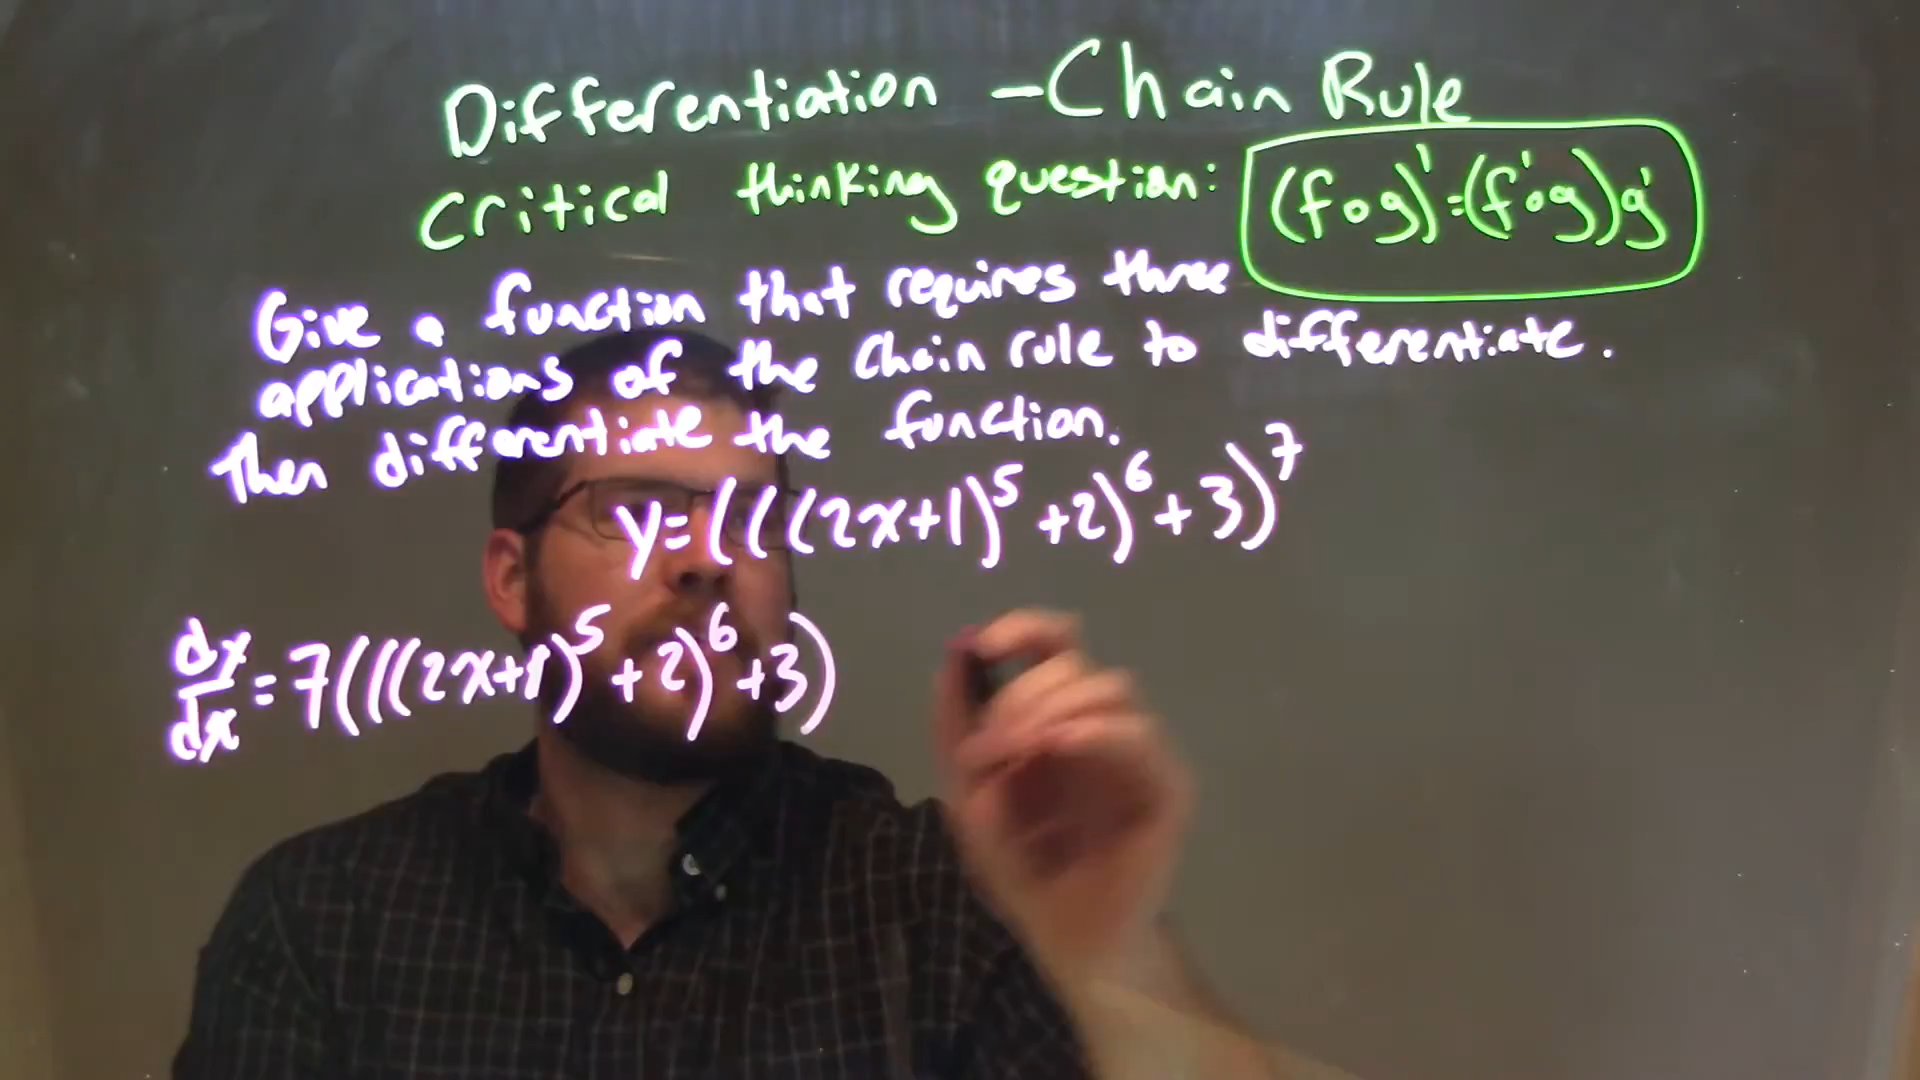 Differentiation - Chain Rule
Critical thinking question: (f∘g)'=(f'∘g)g'
Give a function that requires three
applications of the chain rule to differentiate.
Then differentiate the function.
y=(((2x+1)^5+2)^6+3)^7
dy/dx=7(((2x+1)^5+2)^6+3)